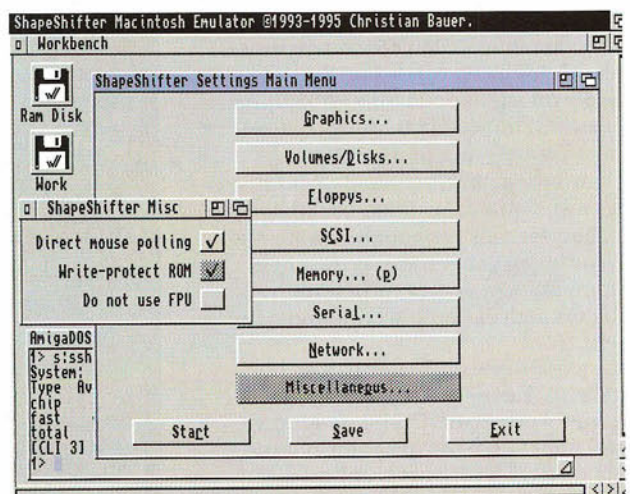 ShapeShifter Macintosh Emulator ©1993-1995 Christian Bauer.
Workbench
Ram Disk
Work
ShapeShifter Settings Main Menu
Graphics...
Volumes/Disks...
Floppys...
SCSI...
Memory... (p)
Serial...
Network...
Miscellaneous...
Start
Save
Exit
ShapeShifter Misc
Direct mouse polling
Write-protect ROM
Do not use FPU
AmigaDOS
1> s:ssh
System:
Type Av
chip
fast
total
[CLI 3]
1>